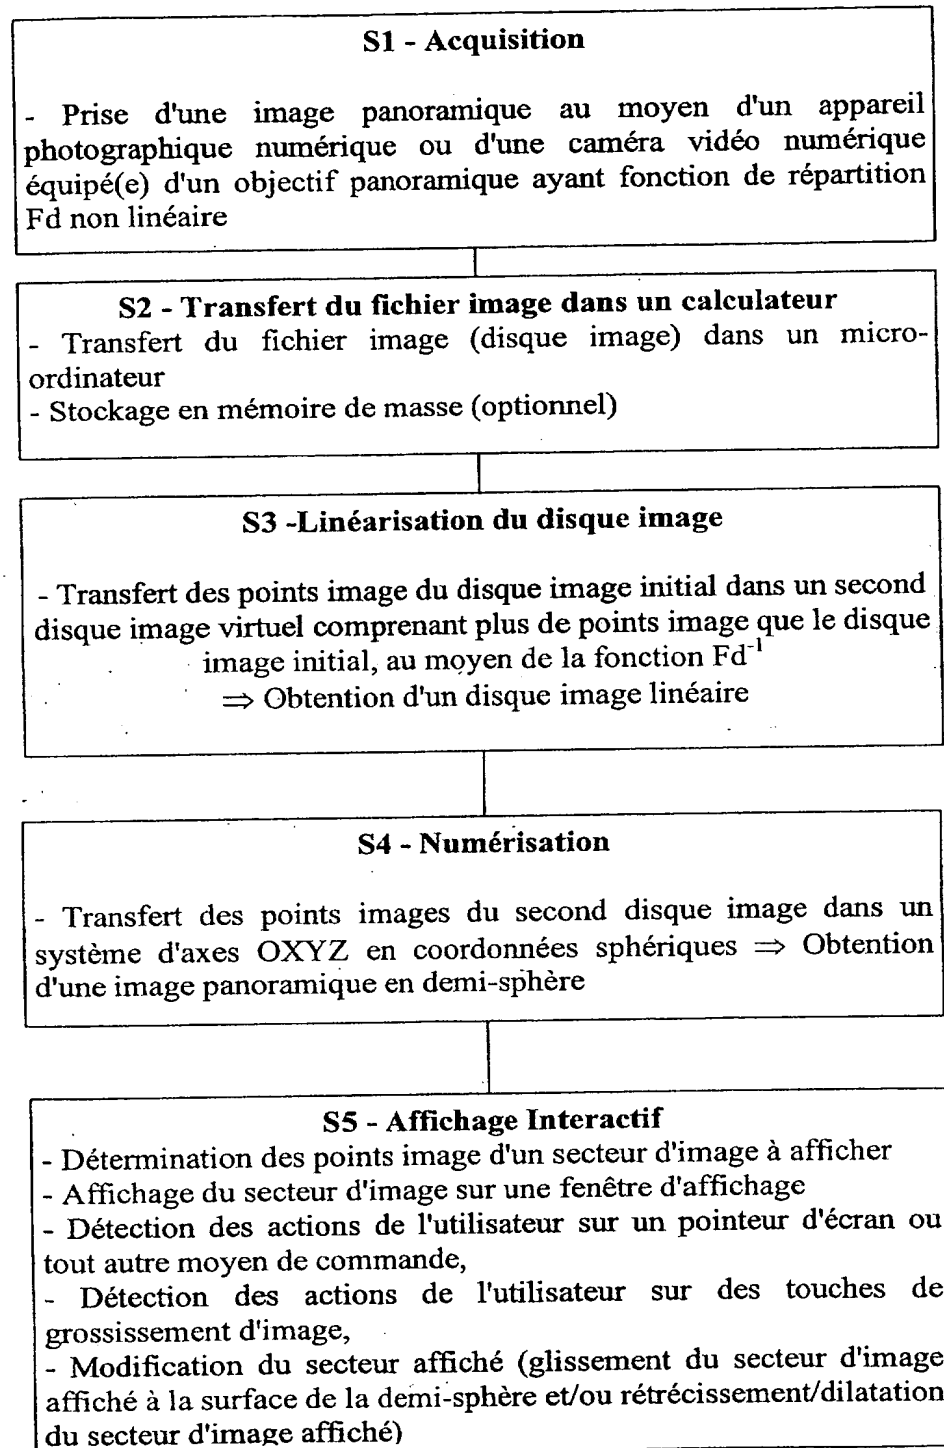 S1 - Acquisition
- Prise d'une image panoramique au moyen d'un appareil
photographique numérique ou d'une caméra vidéo numérique
équipé(e) d'un objectif panoramique ayant fonction de répartition
Fd non linéaire
S2 - Transfert du fichier image dans un calculateur
- Transfert du fichier image (disque image) dans un micro-
ordinateur
- Stockage en mémoire de masse (optionnel)
S3 -Linéarisation du disque image
- Transfert des points image du disque image initial dans un second
disque image virtuel comprenant plus de points image que le disque
image initial, au moyen de la fonction Fd⁻¹
⇒ Obtention d'un disque image linéaire
S4 - Numérisation
- Transfert des points images du second disque image dans un
système d'axes OXYZ en coordonnées sphériques ⇒ Obtention
d'une image panoramique en demi-sphère
S5 - Affichage Interactif
- Détermination des points image d'un secteur d'image à afficher
- Affichage du secteur d'image sur une fenêtre d'affichage
- Détection des actions de l'utilisateur sur un pointeur d'écran ou
tout autre moyen de commande,
- Détection des actions de l'utilisateur sur des touches de
grossissement d'image,
- Modification du secteur affiché (glissement du secteur d'image
affiché à la surface de la demi-sphère et/ou rétrécissement/dilatation
du secteur d'image affiché)